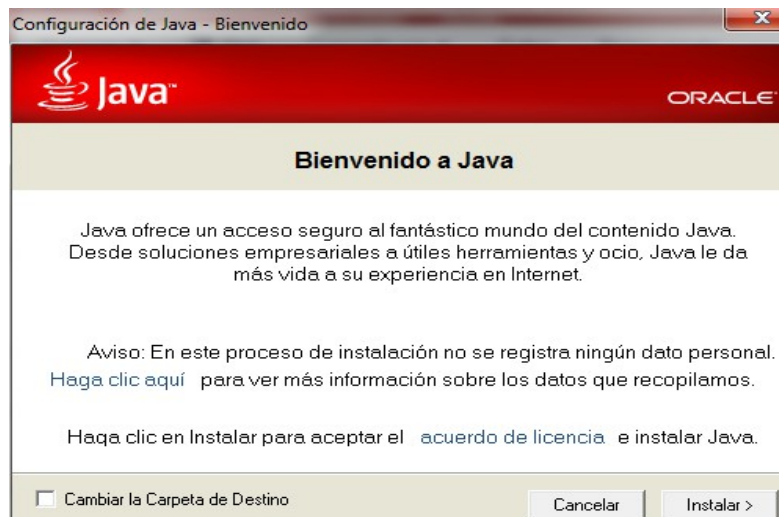 Configuración de Java - Bienvenido
Java™
ORACLE
Bienvenido a Java
Java ofrece un acceso seguro al fantástico mundo del contenido Java.
Desde soluciones empresariales a útiles herramientas y ocio, Java le da
más vida a su experiencia en Internet.
Aviso: En este proceso de instalación no se registra ningún dato personal.
Haga clic aquí para ver más información sobre los datos que recopilamos.
Haga clic en Instalar para aceptar el acuerdo de licencia e instalar Java.
Cambiar la Carpeta de Destino
Cancelar
Instalar >